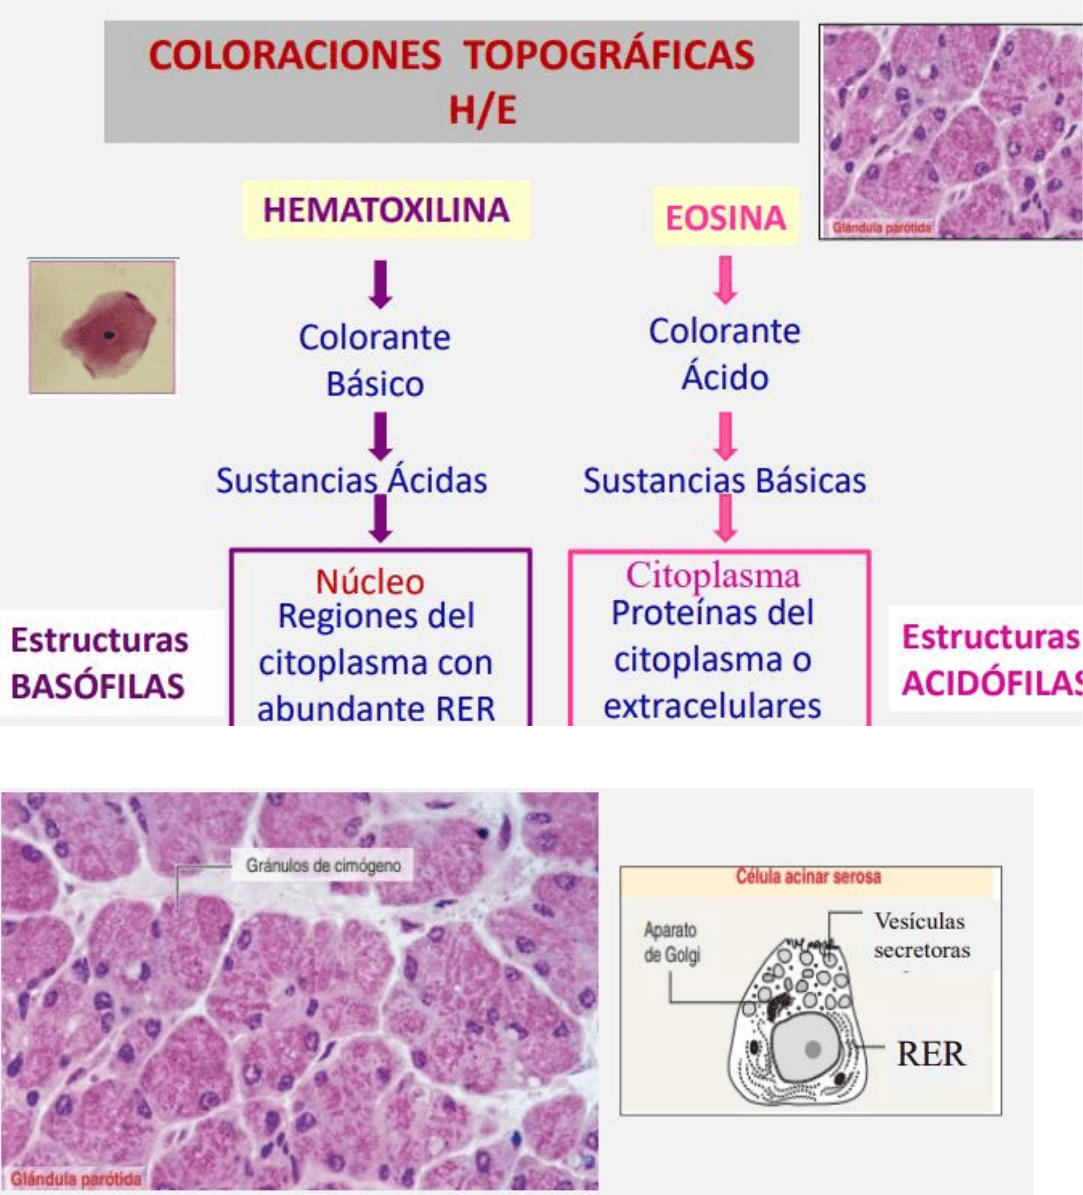 COLORACIONES TOPOGRÁFICAS
H/E
Glándula parótida
HEMATOXILINA
EOSINA
Colorante
Básico
Colorante
Ácido
Sustancias Ácidas
Sustancias Básicas
Núcleo
Regiones del
citoplasma con
abundante RER
Citoplasma
Proteínas del
citoplasma o
extracelulares
Estructuras
BASÓFILAS
Estructuras
ACIDÓFILAS
Gránulos de cimógeno
Glándula parótida
Célula acinar serosa
Aparato
de Golgi
Vesículas
secretoras
RER